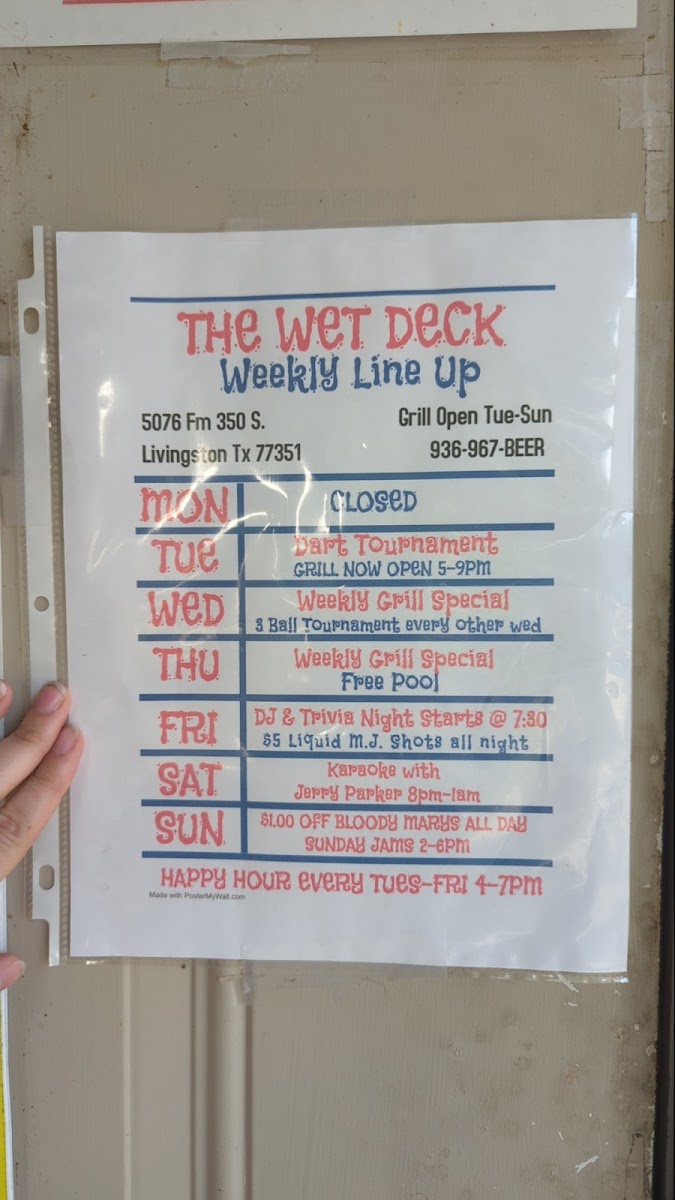 THE WET DECK
Weekly Line Up
5076 Fm 350 S.
Grill Open Tue-Sun
Livingston Tx 77351
936-967-BEER
MON
CLOSED
TUE
Dart Tournament
GRILL NOW OPEN 5-9PM
WED
Weekly Grill Special
3 Ball Tournament every other wed
THU
Weekly Grill Special
Free Pool
FRI
DJ & Trivia Night Starts @ 7:30
$5 Liquid M.J. Shots all night
SAT
Karaoke with
Jerry Parker 8pm-1am
SUN
$1.00 OFF BLOODY MARYS ALL DAY
SUNDAY JAMS 2-6PM
HAPPY HOUR EVERY TUES-FRI 4-7PM
Made with PosterMyWall.com